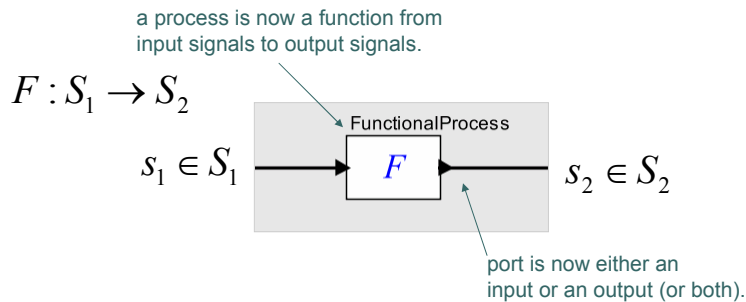 a process is now a function from
input signals to output signals.
F : S₁ → S₂
FunctionalProcess
s₁ ∈ S₁
F
s₂ ∈ S₂
port is now either an
input or an output (or both).